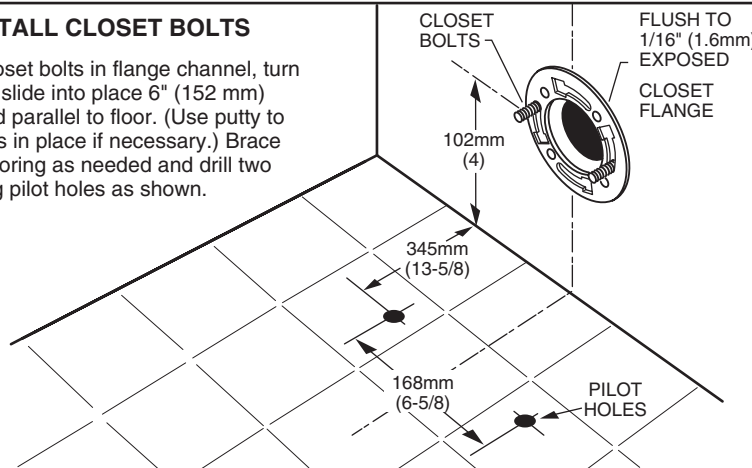 TALL CLOSET BOLTS
oset bolts in flange channel, turn
slide into place 6" (152 mm)
d parallel to floor. (Use putty to
s in place if necessary.) Brace
oring as needed and drill two
g pilot holes as shown.
CLOSET
BOLTS
FLUSH TO
1/16" (1.6mm)
EXPOSED
CLOSET
FLANGE
102mm
(4)
345mm
(13-5/8)
168mm
(6-5/8)
PILOT
HOLES